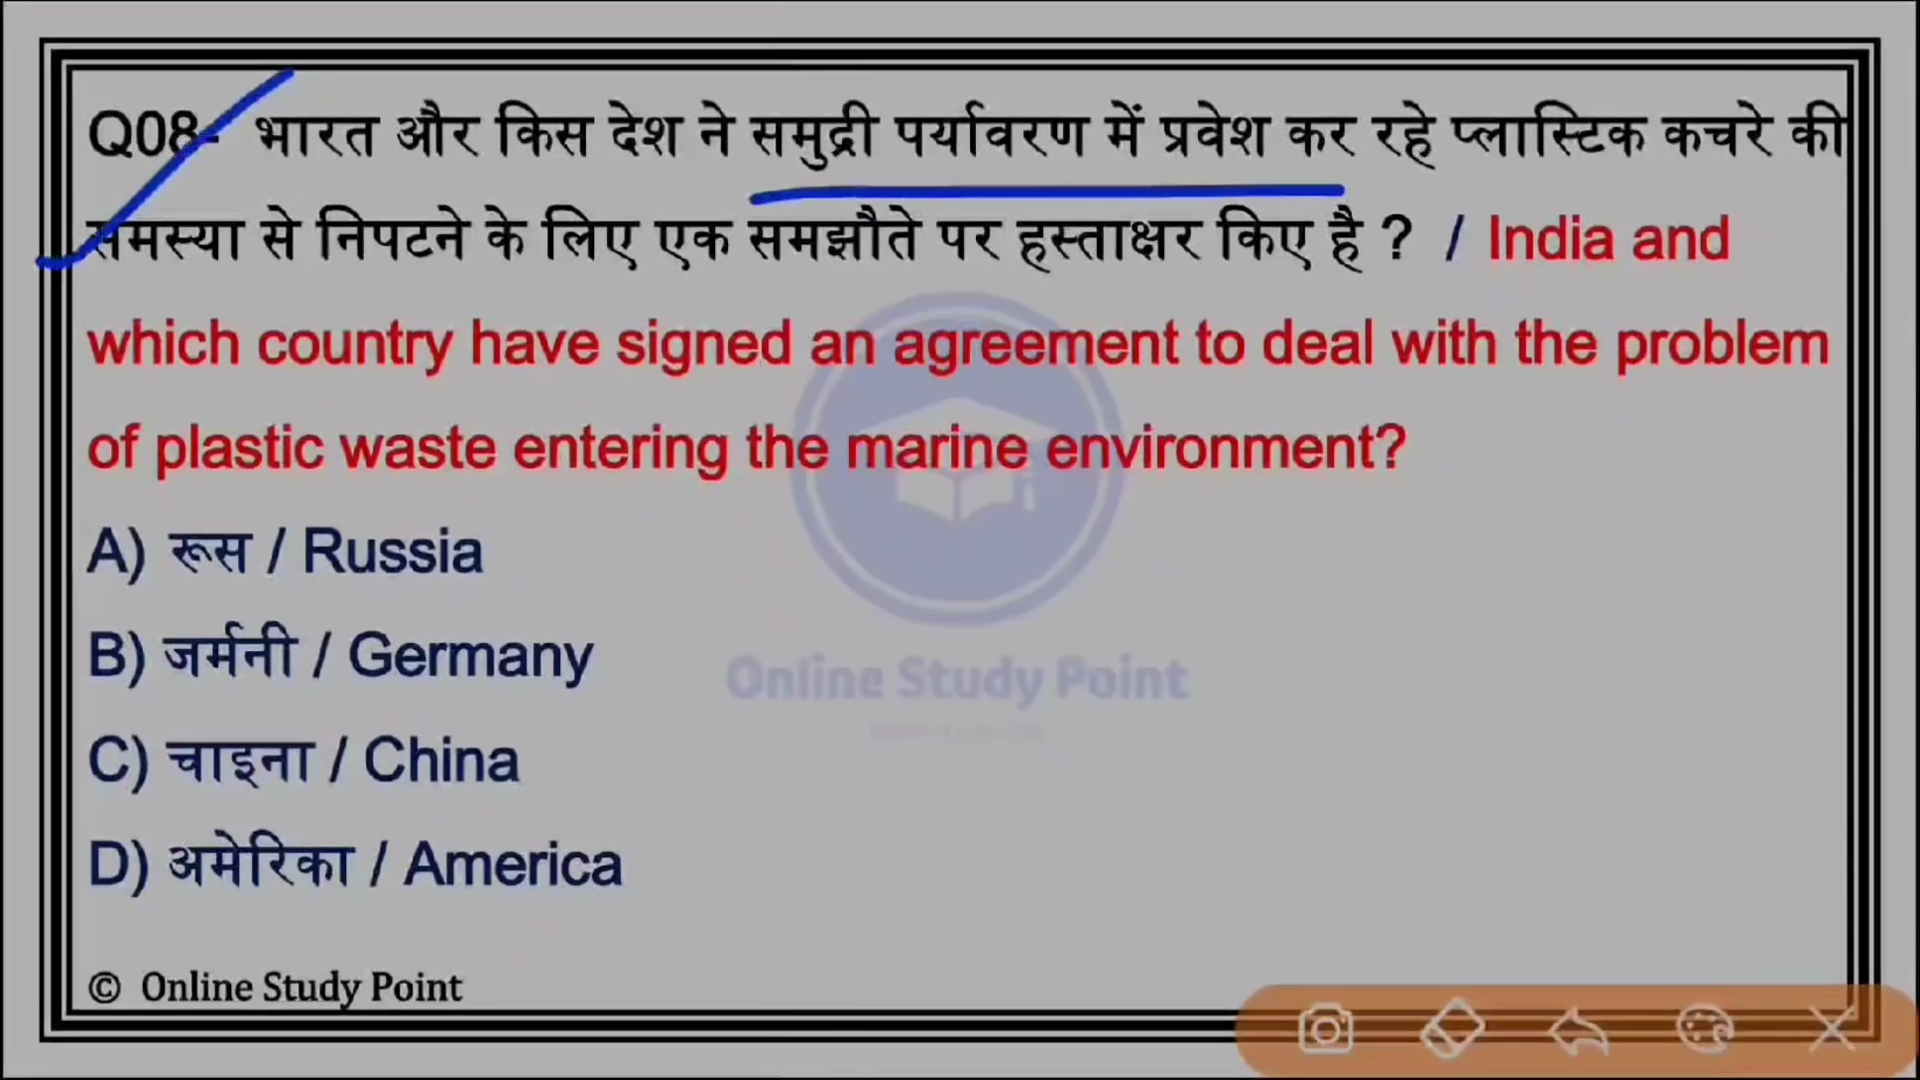 Q08- भारत और किस देश ने समुद्री पर्यावरण में प्रवेश कर रहे प्लास्टिक कचरे की
समस्या से निपटने के लिए एक समझौते पर हस्ताक्षर किए है ? / India and
which country have signed an agreement to deal with the problem
of plastic waste entering the marine environment?
A) रूस / Russia
B) जर्मनी / Germany
Online Study Point
C) चाइना / China
D) अमेरिका / America
© Online Study Point